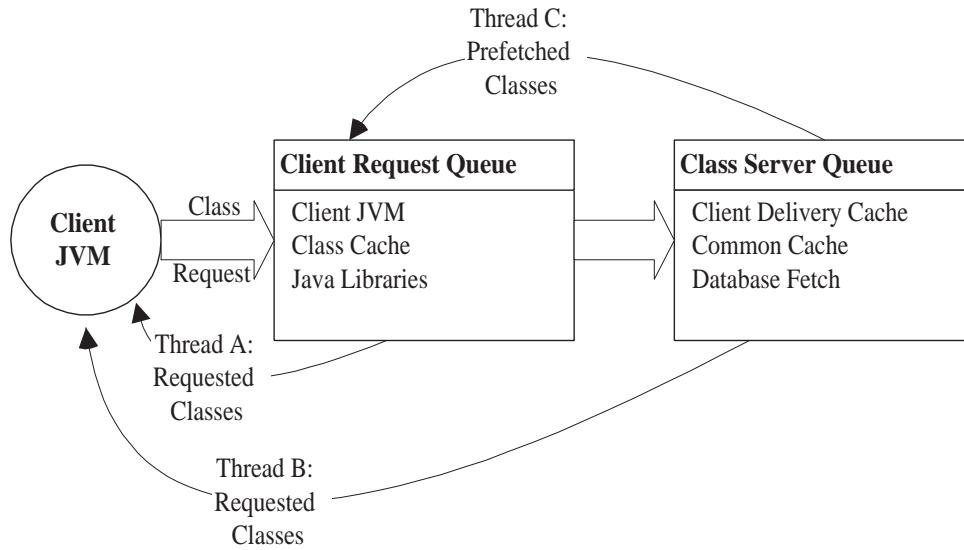 Thread C:
Prefetched
Classes
Client Request Queue
Client JVM
Class Cache
Java Libraries
Class Server Queue
Client Delivery Cache
Common Cache
Database Fetch
Client
JVM
Class
Request
Thread A:
Requested
Classes
Thread B:
Requested
Classes